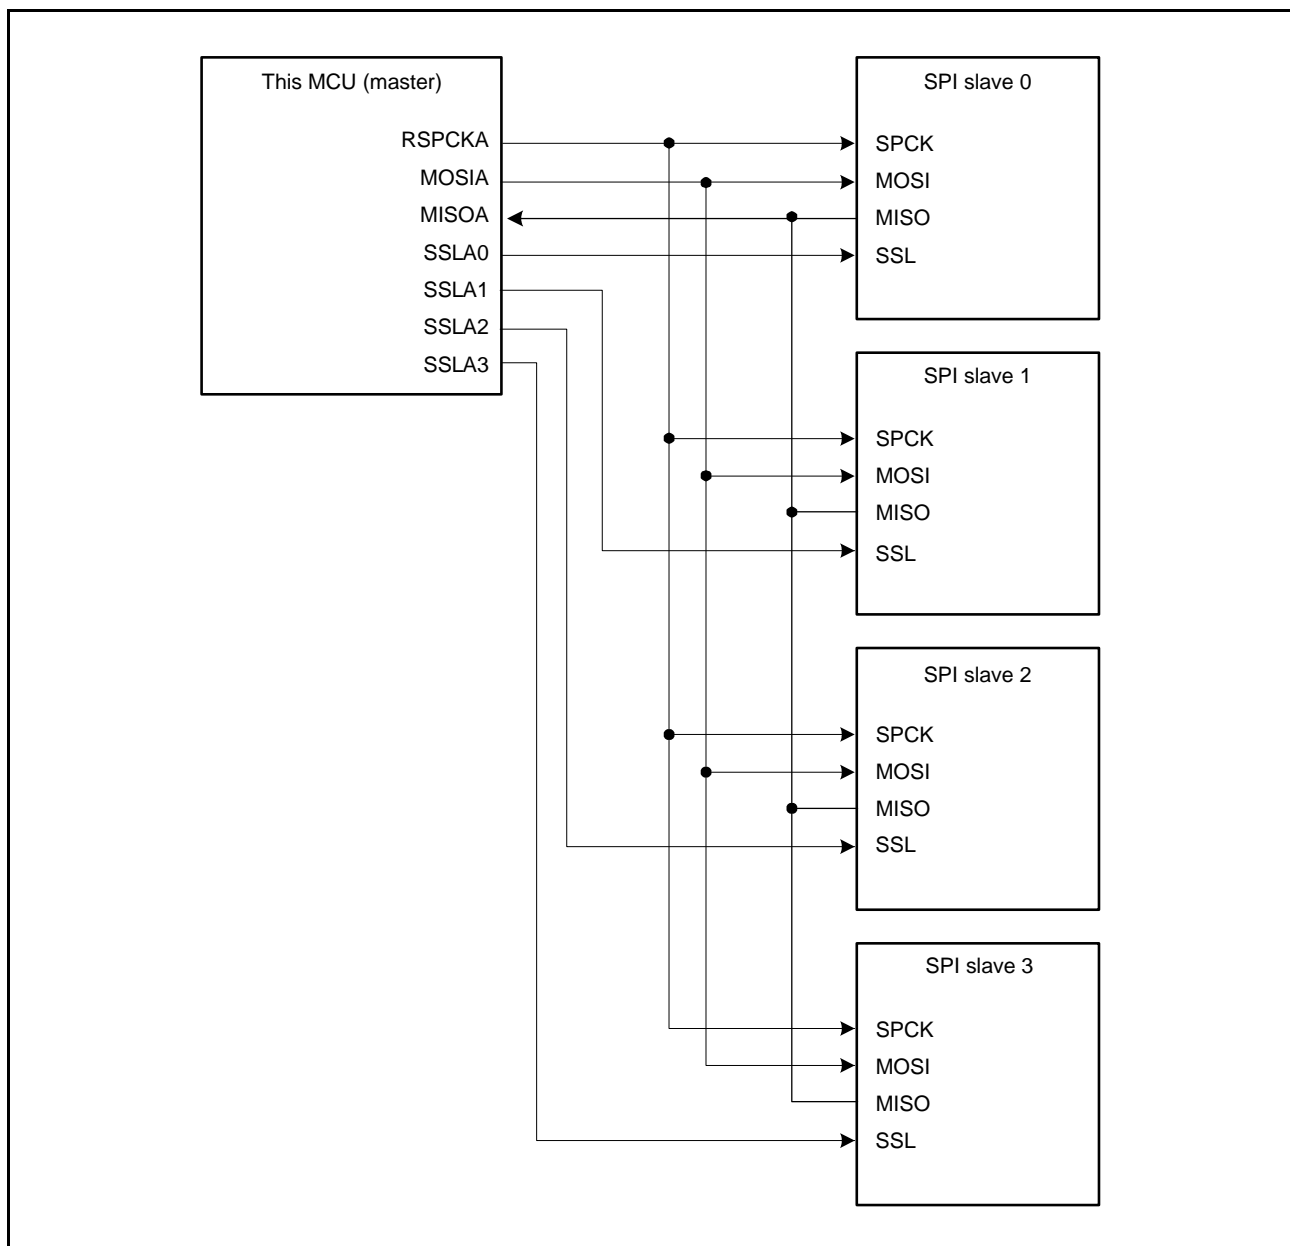 This MCU (master)
RSPCKA
MOSIA
MISOA
SSLA0
SSLA1
SSLA2
SSLA3
SPI slave 0
SPCK
MOSI
MISO
SSL
SPI slave 1
SPCK
MOSI
MISO
SSL
SPI slave 2
SPCK
MOSI
MISO
SSL
SPI slave 3
SPCK
MOSI
MISO
SSL